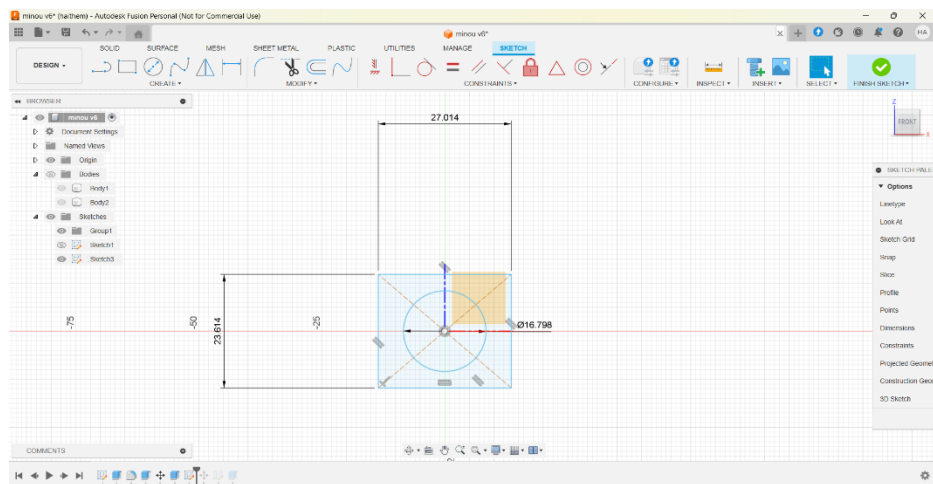 minou v6* (haithem) - Autodesk Fusion Personal (Not for Commercial Use)
minou v6*
HA
SOLID SURFACE MESH SHEET METAL PLASTIC UTILITIES MANAGE SKETCH
DESIGN
CREATE MODIFY CONSTRAINTS CONFIGURE INSPECT INSERT SELECT FINISH SKETCH
BROWSER
minou v6
Document Settings
Named Views
Origin
Bodies
Body1
Body2
Sketches
Group1
Sketch1
Sketch3
Z
FRONT
X
27.014
23.614
Ø16.798
-75
-50
-25
SKETCH PALE
Options
Linetype
Look At
Sketch Grid
Snap
Slice
Profile
Points
Dimensions
Constraints
Projected Geomet
Construction Geor
3D Sketch
COMMENTS